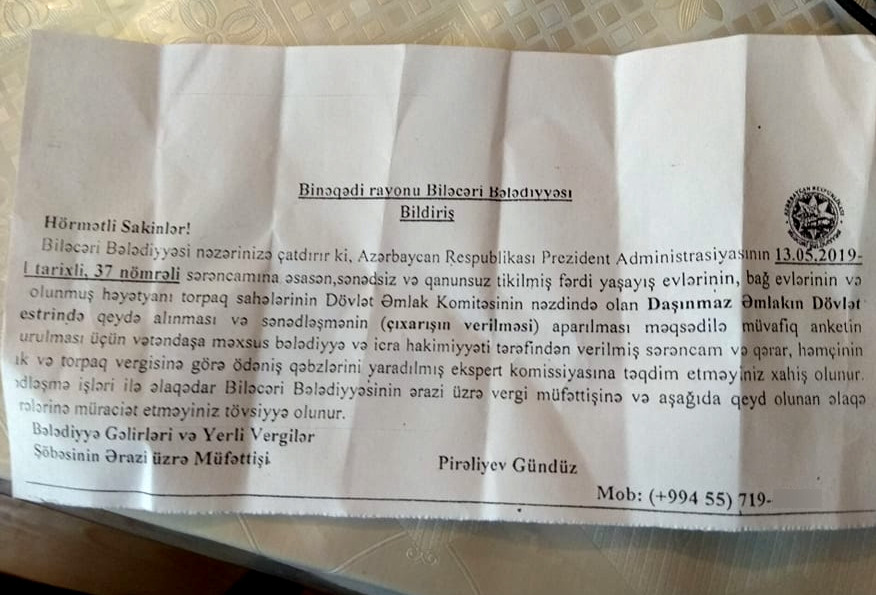 Binəqədi rayonu Biləcəri Bələdiyyəsi
Bildiriş
Hörmətli Sakinlər!
Biləcəri Bələdiyyəsi nəzərinizə çatdırır ki, Azərbaycan Respulikası Prezident Administrasiyasının 13.05.2019-
tarixli, 37 nömrəli sərəncamına əsasən,sənədsiz və qanunsuz tikilmiş fərdi yaşayış evlərinin, bağ evlərinin və
olunmuş həyətyanı torpaq sahələrinin Dövlət Əmlak Komitəsinin nəzdində olan Daşınmaz Əmlakın Dövlət
estrində qeydə alınması və sənədləşmənin (çıxarışın verilməsi) aparılması məqsədilə müvafiq anketin
urulması üçün vətəndaşa məxsus bələdiyyə və icra hakimiyyəti tərəfindən verilmiş sərəncam və qərar, həmçinin
ık və torpaq vergisinə görə ödəniş qəbzlərini yaradılmış ekspert komissiyasına təqdim etməyiniz xahiş olunur.
ədləşmə işləri ilə əlaqədar Biləcəri Bələdiyyəsinin ərazi üzrə vergi müfəttişinə və aşağıda qeyd olunan əlaqə
rələrinə müraciət etməyiniz tövsiyyə olunur.
Bələdiyyə Gəlirləri və Yerli Vergilər
Şöbəsinin Ərazi üzrə Müfəttişi
Pirəliyev Gündüz
Mob: (+994 55) 719-